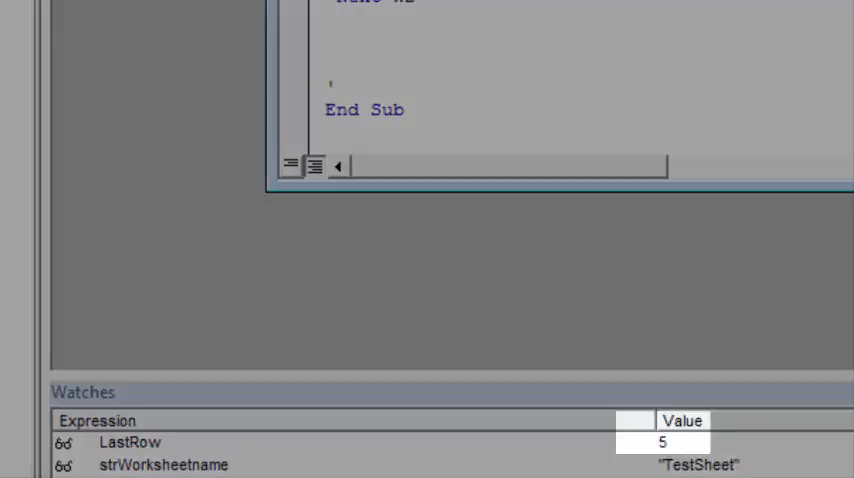 '
End Sub
Watches
Expression Value
LastRow 5
strWorksheetname "TestSheet"